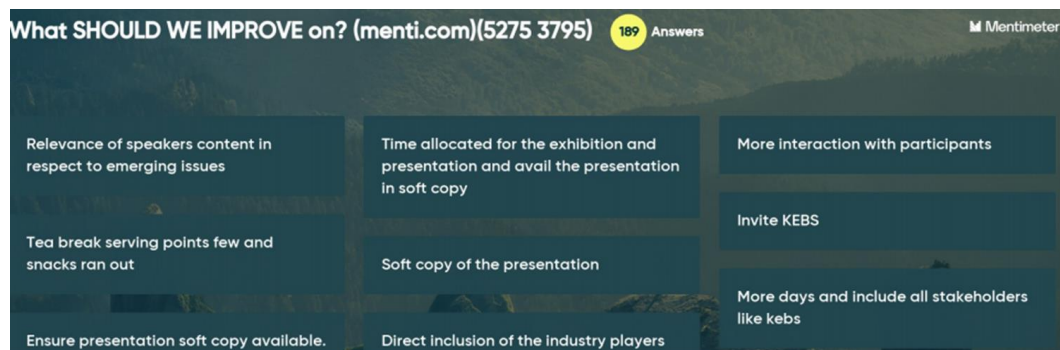 What SHOULD WE IMPROVE on? (menti.com)(5275 3795)
189 Answers
Mentimeter
Relevance of speakers content in
respect to emerging issues
Tea break serving points few and
snacks ran out
Ensure presentation soft copy available.
Time allocated for the exhibition and
presentation and avail the presentation
in soft copy
Soft copy of the presentation
Direct inclusion of the industry players
More interaction with participants
Invite KEBS
More days and include all stakeholders
like kebs